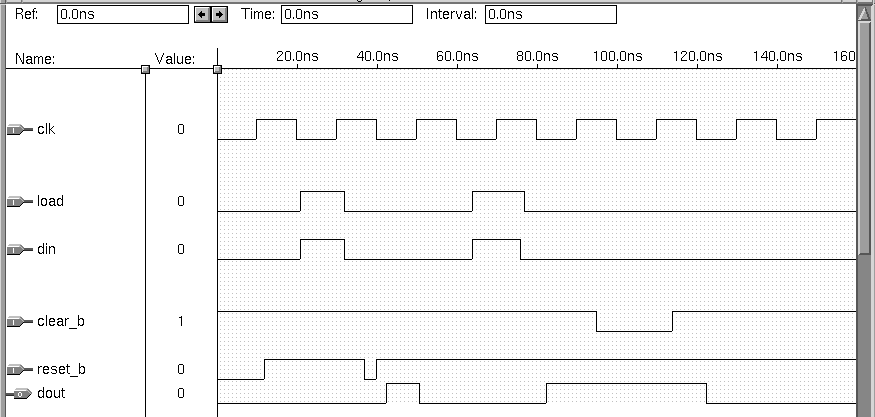 Ref: 0.0ns Time: 0.0ns Interval: 0.0ns
Name: Value: 20.0ns 40.0ns 60.0ns 80.0ns 100.0ns 120.0ns 140.0ns 160
clk 0
load 0
din 0
clear_b 1
reset_b 0
dout 0